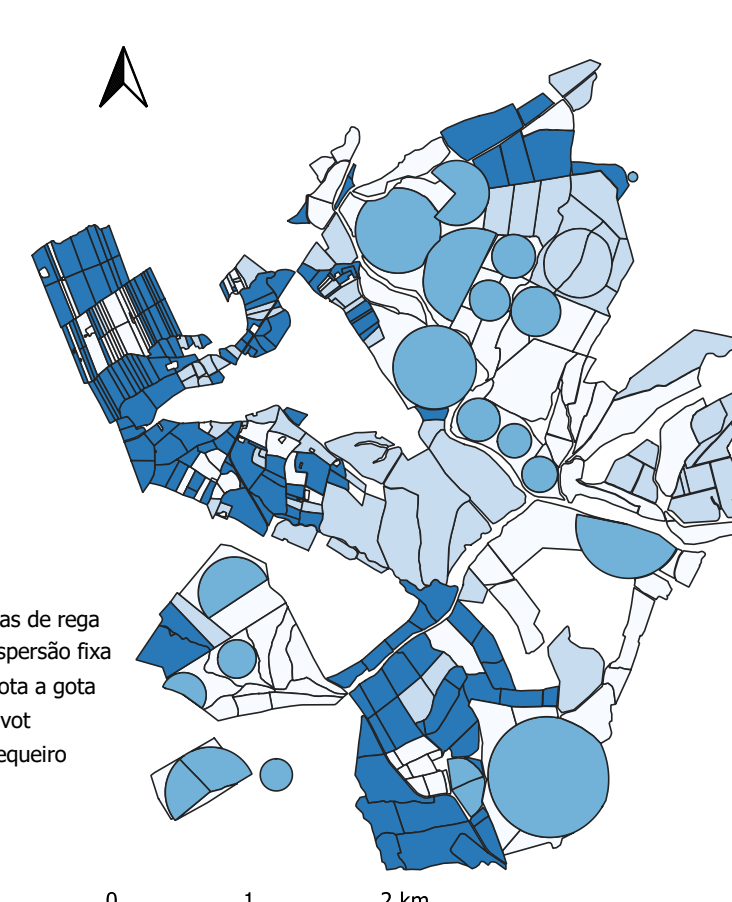 as de rega
spersão fixa
ota a gota
vot
equeiro
0 1 2 km